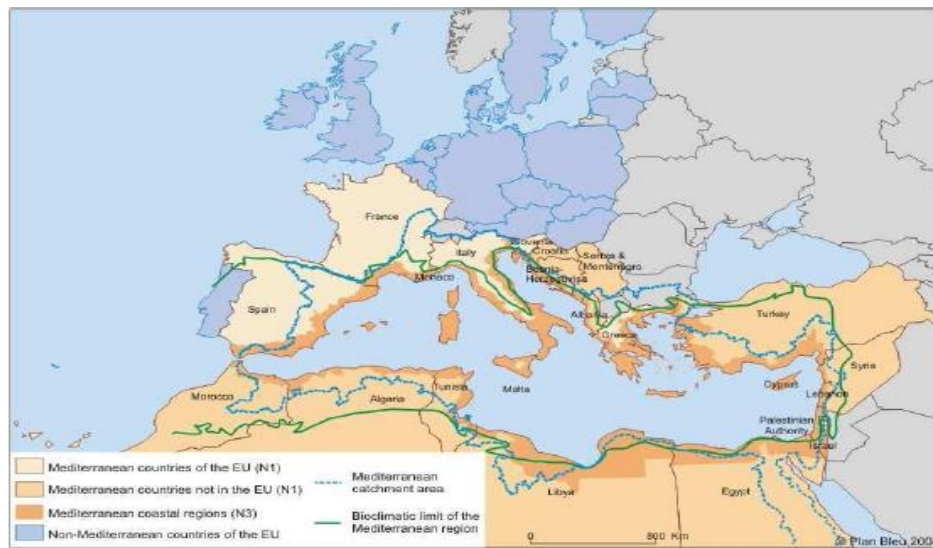 France
Slovenia
Croatia
Italy
Serbia &
Montenegro
Bosnia-
Herzegovina
Monaco
Spain
Albania
Turkey
Greece
Syria
Malta
Cyprus
Lebanon
Tunisia
Morocco
Algeria
Palestinian
Authority
Israel
Libya
Egypt
Mediterranean countries of the EU (N1)
Mediterranean countries not in the EU (N1)
Mediterranean coastal regions (N3)
Non-Mediterranean countries of the EU
Mediterranean
catchment area
Bioclimatic limit of the
Mediterranean region
0 800 Km
© Plan Bleu